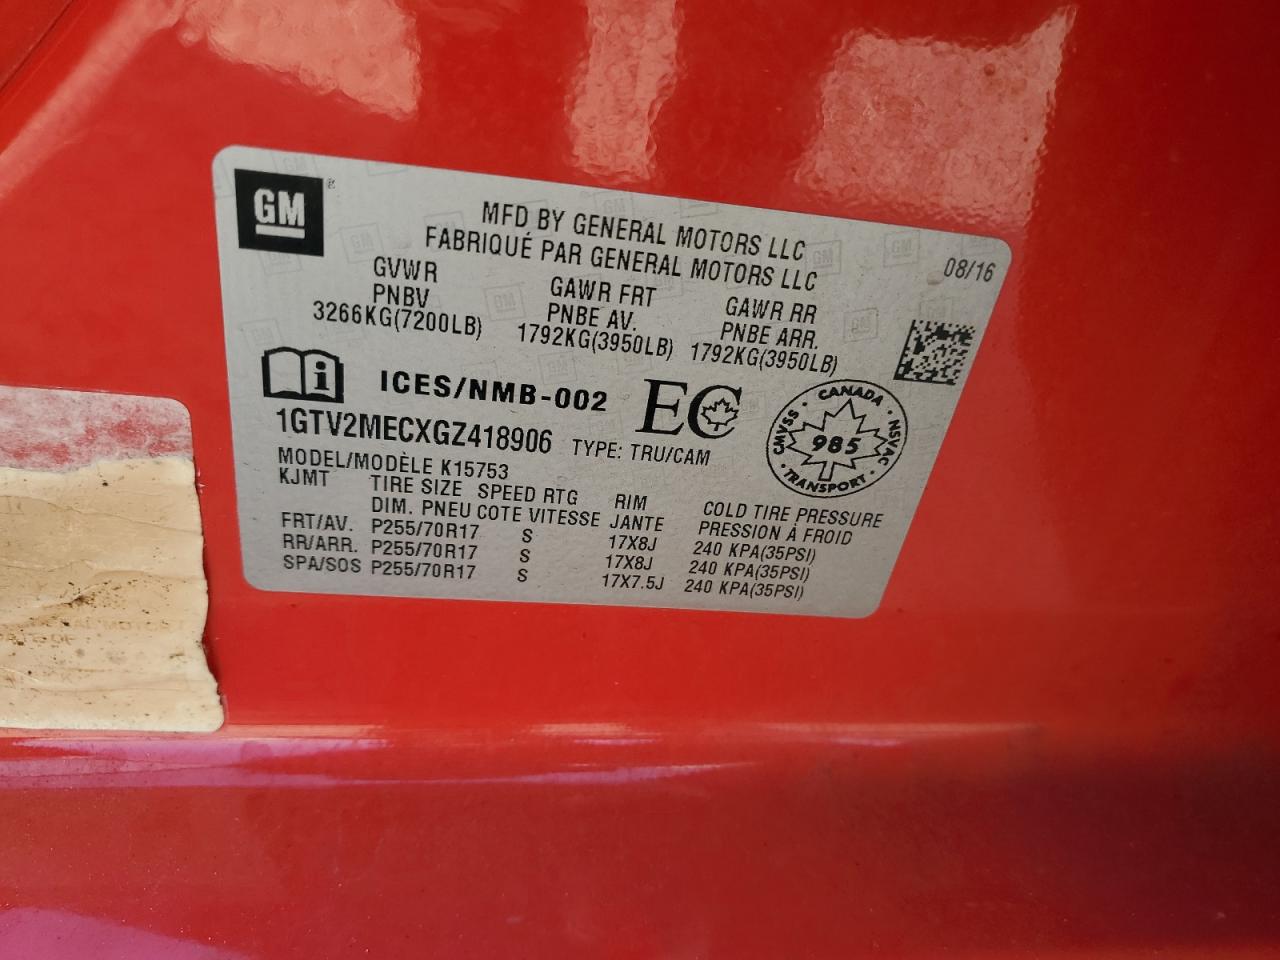 GM ®
MFD BY GENERAL MOTORS LLC
FABRIQUÉ PAR GENERAL MOTORS LLC
08/16
GVWR GAWR FRT GAWR RR
PNBV PNBE AV. PNBE ARR.
3266KG(7200LB) 1792KG(3950LB) 1792KG(3950LB)
i ICES/NMB-002 EC
CANADA
CMVSS 985 NSVAC
TRANSPORT
1GTV2MECXGZ418906 TYPE: TRU/CAM
MODEL/MODÈLE K15753
KJMT TIRE SIZE SPEED RTG RIM COLD TIRE PRESSURE
DIM. PNEU COTE VITESSE JANTE PRESSION À FROID
FRT/AV. P255/70R17 S 17X8J 240 KPA(35PSI)
RR/ARR. P255/70R17 S 17X8J 240 KPA(35PSI)
SPA/SOS P255/70R17 S 17X7.5J 240 KPA(35PSI)